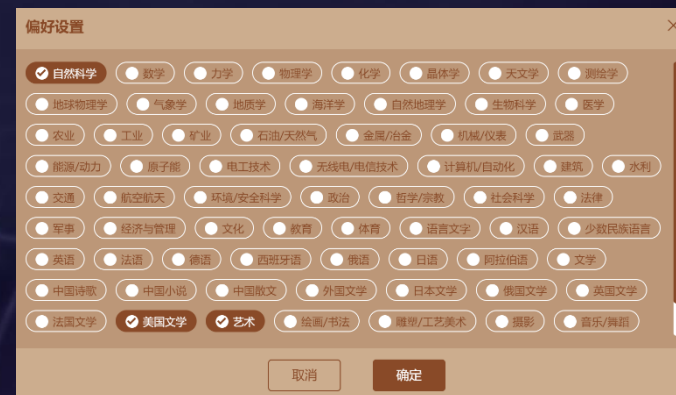 偏好设置
自然科学 数学 力学 物理学 化学 晶体学 天文学 测绘学
地球物理学 气象学 地质学 海洋学 自然地理学 生物科学 医学
农业 工业 矿业 石油/天然气 金属/冶金 机械/仪表 武器
能源/动力 原子能 电工技术 无线电/电信技术 计算机/自动化 建筑 水利
交通 航空航天 环境/安全科学 政治 哲学/宗教 社会科学 法律
军事 经济与管理 文化 教育 体育 语言文字 汉语 少数民族语言
英语 法语 德语 西班牙语 俄语 日语 阿拉伯语 文学
中国诗歌 中国小说 中国散文 外国文学 日本文学 俄国文学 英国文学
法国文学 美国文学 艺术 绘画/书法 雕塑/工艺美术 摄影 音乐/舞蹈
取消 确定